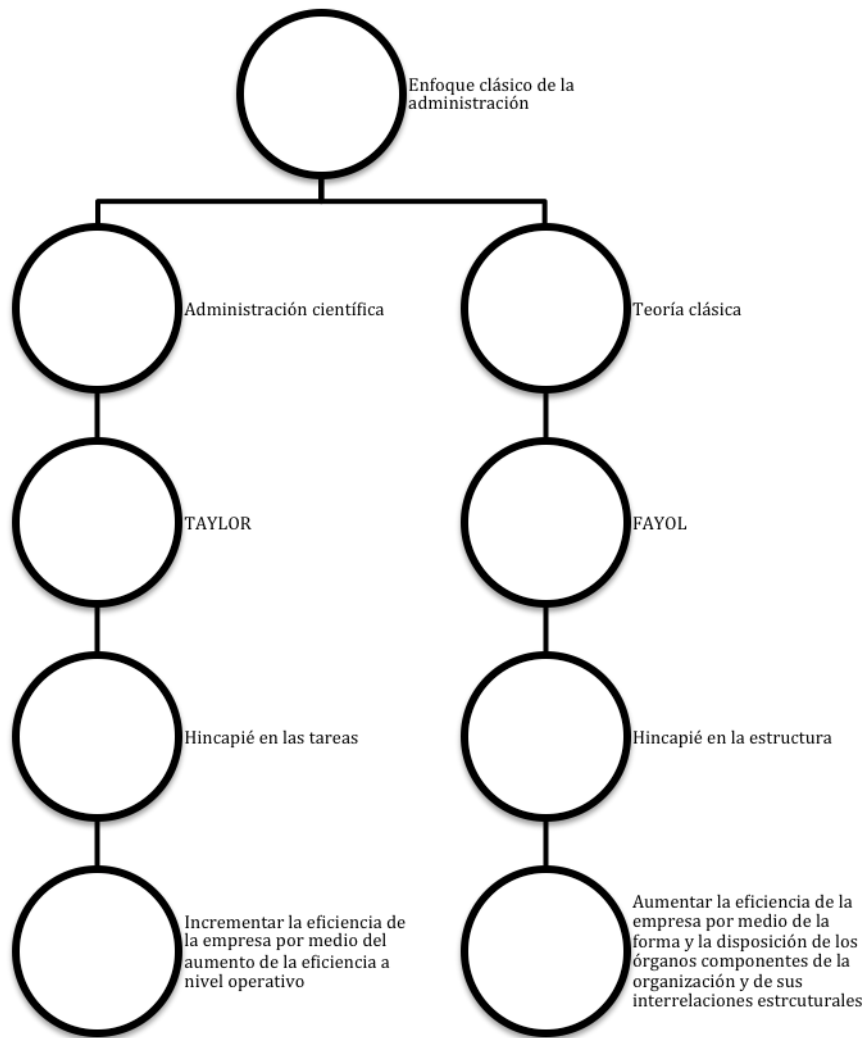 Enfoque clásico de la
administración
Administración científica
Teoría clásica
TAYLOR
FAYOL
Hincapié en las tareas
Hincapié en la estructura
Incrementar la eficiencia de
la empresa por medio del
aumento de la eficiencia a
nivel operativo
Aumentar la eficiencia de la
empresa por medio de la
forma y la disposición de los
órganos componentes de la
organización y de sus
interrelaciones estrcuturales